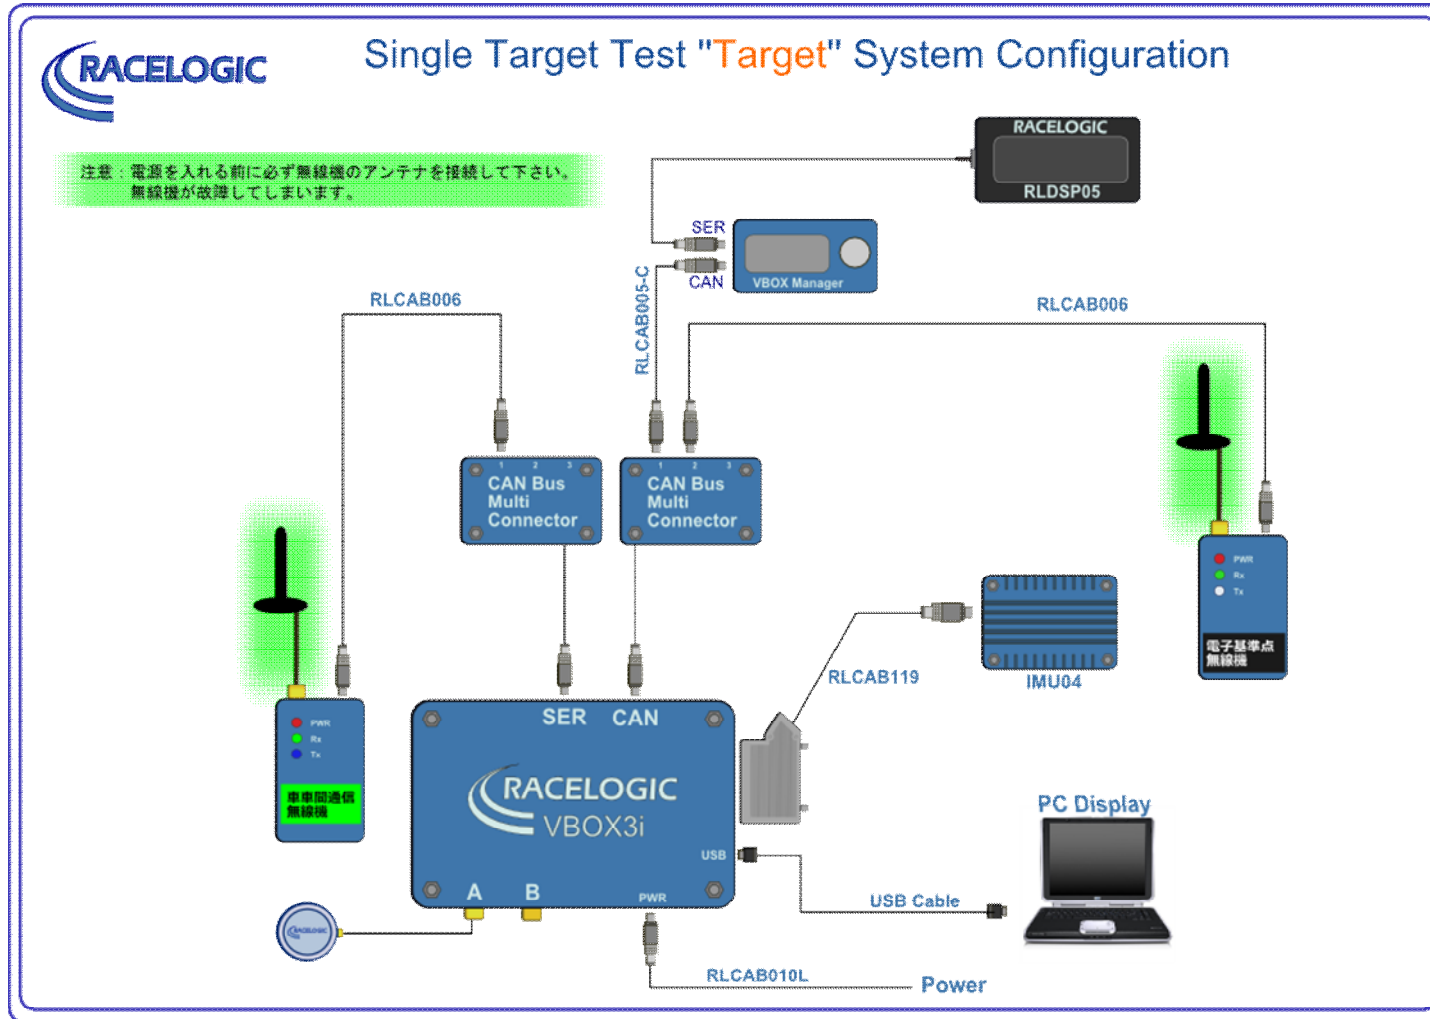 RACELOGIC
Single Target Test "Target" System Configuration
注意：電源を入れる前に必ず無線機のアンテナを接続して下さい。
無線機が故障してしまいます。
RACELOGIC
RLDSP05
SER
CAN
VBOX Manager
RLCAB006
RLCAB005-C
RLCAB006
1 2 3
CAN Bus
Multi
Connector
1 2 3
CAN Bus
Multi
Connector
PWR
Rx
Tx
電子基準点
無線機
RLCAB119
IMU04
PWR
Rx
Tx
車車間通信
無線機
SER CAN
RACELOGIC
VBOX3i
USB
A B
PWR
PC Display
USB Cable
RACELOGIC
RLCAB010L
Power